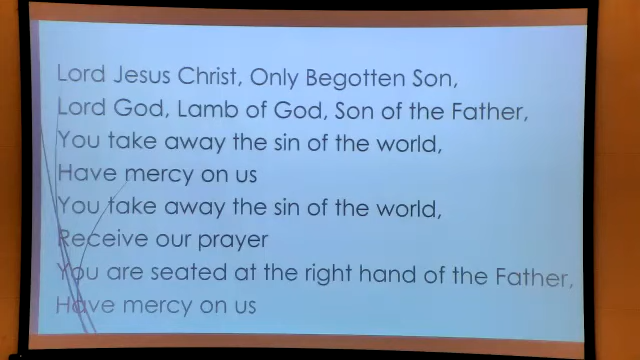 Lord Jesus Christ, Only Begotten Son,
Lord God, Lamb of God, Son of the Father,
You take away the sin of the world,
Have mercy on us
You take away the sin of the world,
Receive our prayer
You are seated at the right hand of the Father,
Have mercy on us